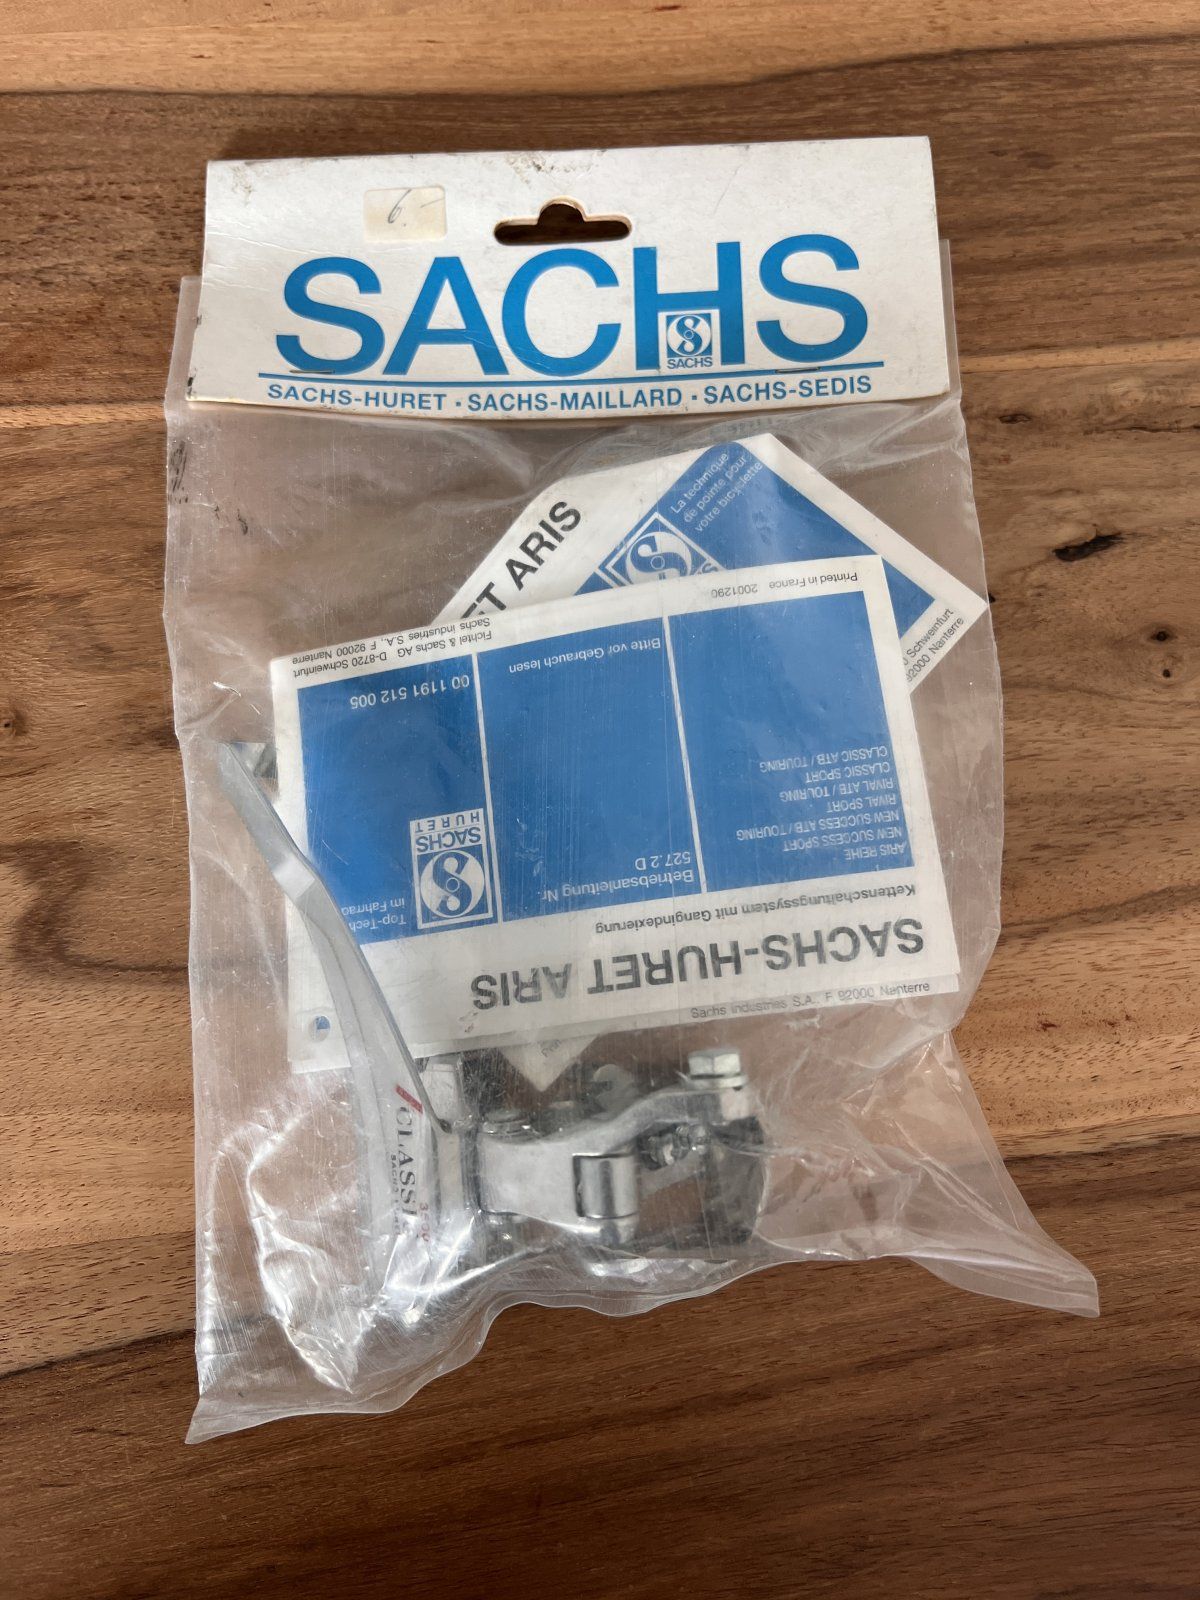 6.-
SACHS
SACHS
SACHS-HURET · SACHS-MAILLARD · SACHS-SEDIS
La technique
de pointe pour
votre bicyclette
ET ARIS
Schweinfurt
92000 Nanterre
SACHS-HURET ARIS
Kettenschaltungssystem mit Gangindexierung
ARIS REIHE
NEW SUCCESS SPORT
NEW SUCCESS ATB / TOURING
RIVAL SPORT
RIVAL ATB / TOURING
CLASSIC SPORT
CLASSIC ATB / TOURING
Betriebsanleitung Nr
527.2 D
Bitte vor Gebrauch lesen
Top-Tech
im Fahrrad
SACHS
HURET
00 1191 512 005
Fichtel & Sachs AG D-8720 Schweinfurt
Sachs Industries S.A., F 92000 Nanterre
2001290 Printed in France
Sachs Industries S.A., F 92000 Nanterre
CLASSIC